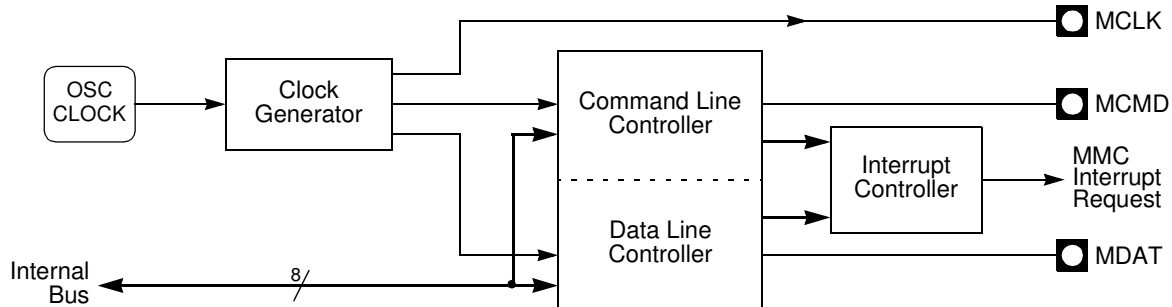 MCLK
OSC
CLOCK
Clock
Generator
Command Line
Controller
MCMD
Interrupt
Controller
MMC
Interrupt
Request
Data Line
Controller
MDAT
Internal
Bus
8